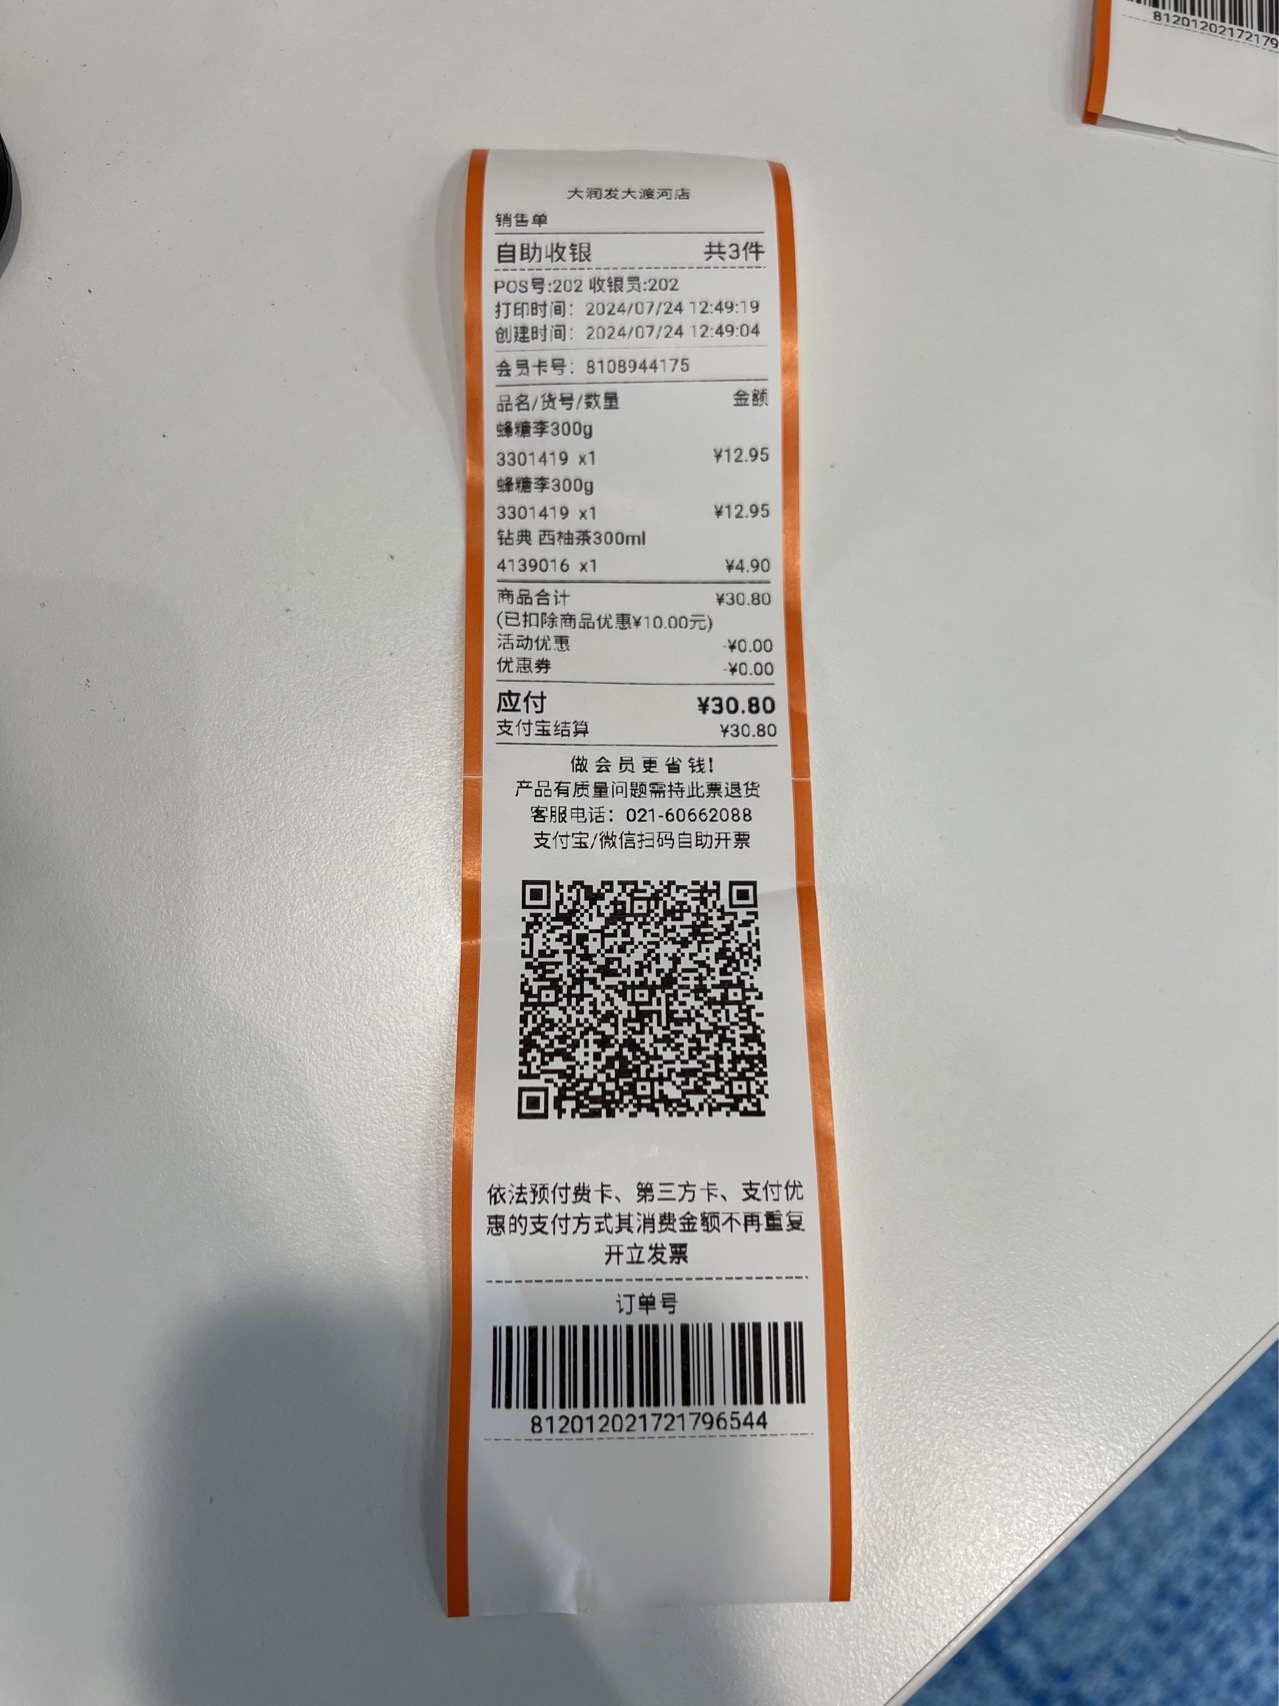 81201202172179
大润发大渡河店
销售单
自助收银 共3件
POS号:202 收银员:202
打印时间: 2024/07/24 12:49:19
创建时间: 2024/07/24 12:49:04
会员卡号: 8108944175
品名/货号/数量 金额
蜂糖李300g
3301419 x1 ¥12.95
蜂糖李300g
3301419 x1 ¥12.95
钻典 西柚茶300ml
4139016 x1 ¥4.90
商品合计 ¥30.80
(已扣除商品优惠¥10.00元)
活动优惠 -¥0.00
优惠券 -¥0.00
应付 ¥30.80
支付宝结算 ¥30.80
做会员更省钱!
产品有质量问题需持此票退货
客服电话: 021-60662088
支付宝/微信扫码自助开票
依法预付费卡、第三方卡、支付优
惠的支付方式其消费金额不再重复
开立发票
订单号
812012021721796544